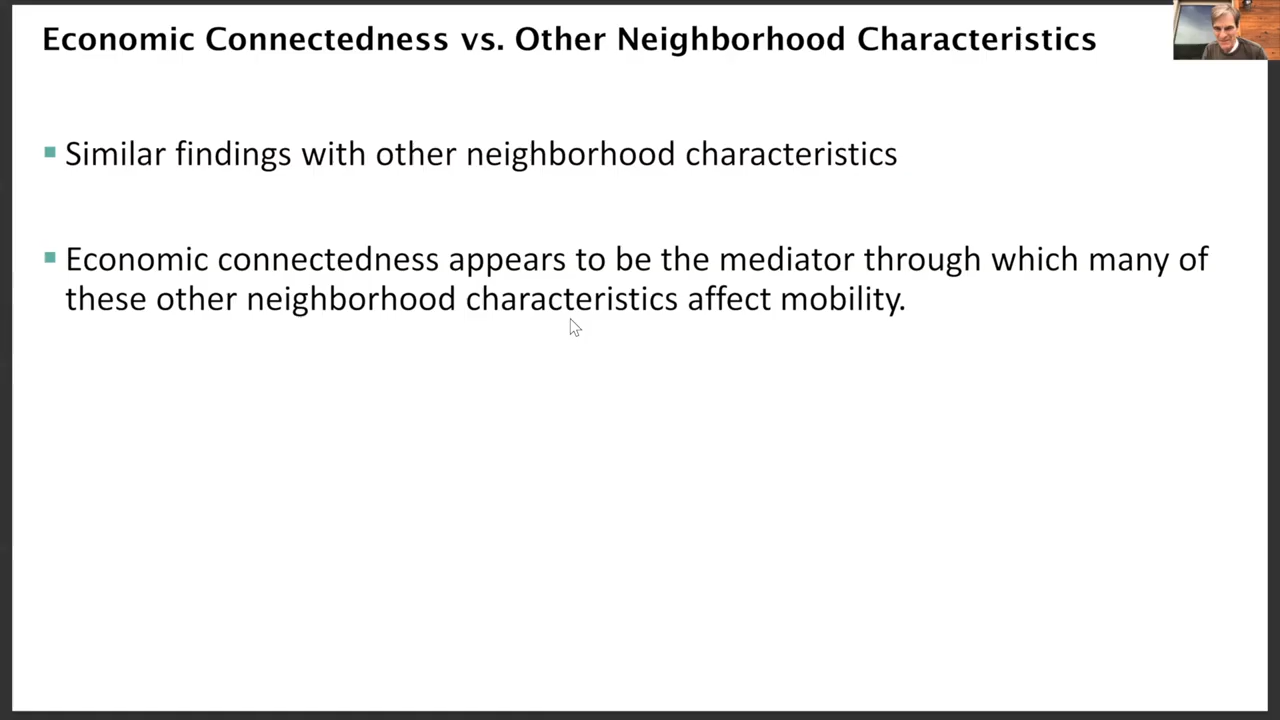 Economic Connectedness vs. Other Neighborhood Characteristics
▪ Similar findings with other neighborhood characteristics
▪ Economic connectedness appears to be the mediator through which many of
these other neighborhood characteristics affect mobility.